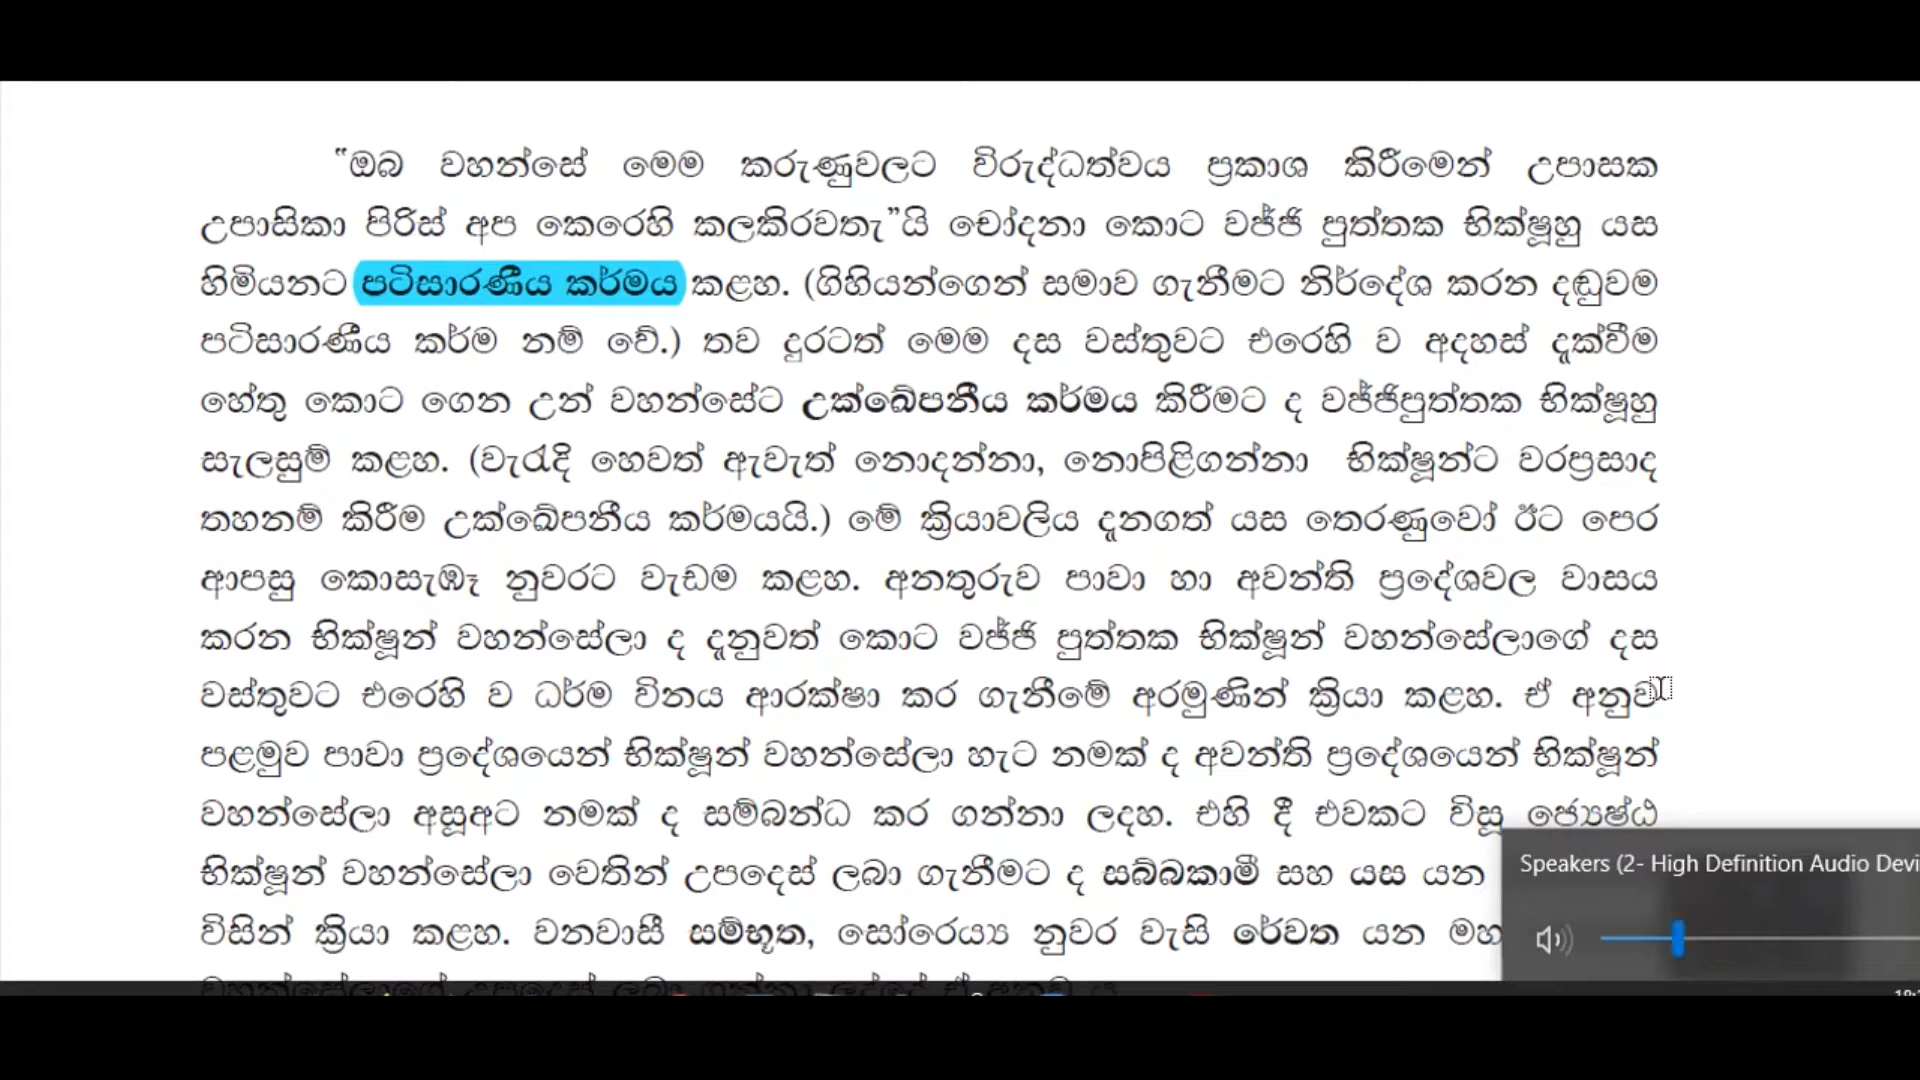 “ඔබ වහන්සේ මෙම කරුණුවලට විරුද්ධත්වය ප්‍රකාශ කිරීමෙන් උපාසක
උපාසිකා පිරිස් අප කෙරෙහි කලකිරවතැ”යි චෝදනා කොට වජ්ජි පුත්තක භික්ෂූහු යස
හිමියනට පටිසාරණීය කර්මය කළහ. (ගිහියන්ගෙන් සමාව ගැනීමට නිර්දේශ කරන දඬුවම
පටිසාරණීය කර්ම නම් වේ.) තව දුරටත් මෙම දස වස්තුවට එරෙහි ව අදහස් දැක්වීම
හේතු කොට ගෙන උන් වහන්සේට උක්ඛේපනීය කර්මය කිරීමට ද වජ්ජිපුත්තක භික්ෂූහු
සැලසුම් කළහ. (වැරැදි හෙවත් ඇවැත් නොදන්නා, නොපිළිගන්නා භික්ෂූන්ට වරප්‍රසාද
තහනම් කිරීම උක්ඛේපනීය කර්මයයි.) මේ ක්‍රියාවලිය දැනගත් යස තෙරණුවෝ ඊට පෙර
ආපසු කොසැඹෑ නුවරට වැඩම කළහ. අනතුරුව පාවා හා අවන්ති ප්‍රදේශවල වාසය
කරන භික්ෂූන් වහන්සේලා ද දැනුවත් කොට වජ්ජි පුත්තක භික්ෂූන් වහන්සේලාගේ දස
වස්තුවට එරෙහි ව ධර්ම විනය ආරක්ෂා කර ගැනීමේ අරමුණින් ක්‍රියා කළහ. ඒ අනුව
පළමුව පාවා ප්‍රදේශයෙන් භික්ෂූන් වහන්සේලා හැට නමක් ද අවන්ති ප්‍රදේශයෙන් භික්ෂූන්
වහන්සේලා අසූඅට නමක් ද සම්බන්ධ කර ගන්නා ලදහ. එහි දී එවකට විසූ ජ්‍යෙෂ්ඨ
භික්ෂූන් වහන්සේලා වෙතින් උපදෙස් ලබා ගැනීමට ද සබ්බකාමී සහ යස යන
විසින් ක්‍රියා කළහ. වනවාසී සම්භූත, සෝරෙය්‍ය නුවර වැසි රේවත යන මහ
Speakers (2- High Definition Audio Devi